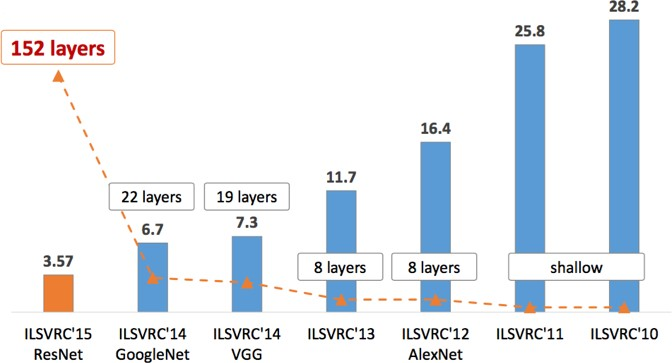 152 layers
28.2
25.8
16.4
22 layers
19 layers
11.7
6.7
7.3
3.57
8 layers
8 layers
shallow
ILSVRC'15
ResNet
ILSVRC'14
GoogleNet
ILSVRC'14
VGG
ILSVRC'13
ILSVRC'12
AlexNet
ILSVRC'11
ILSVRC'10